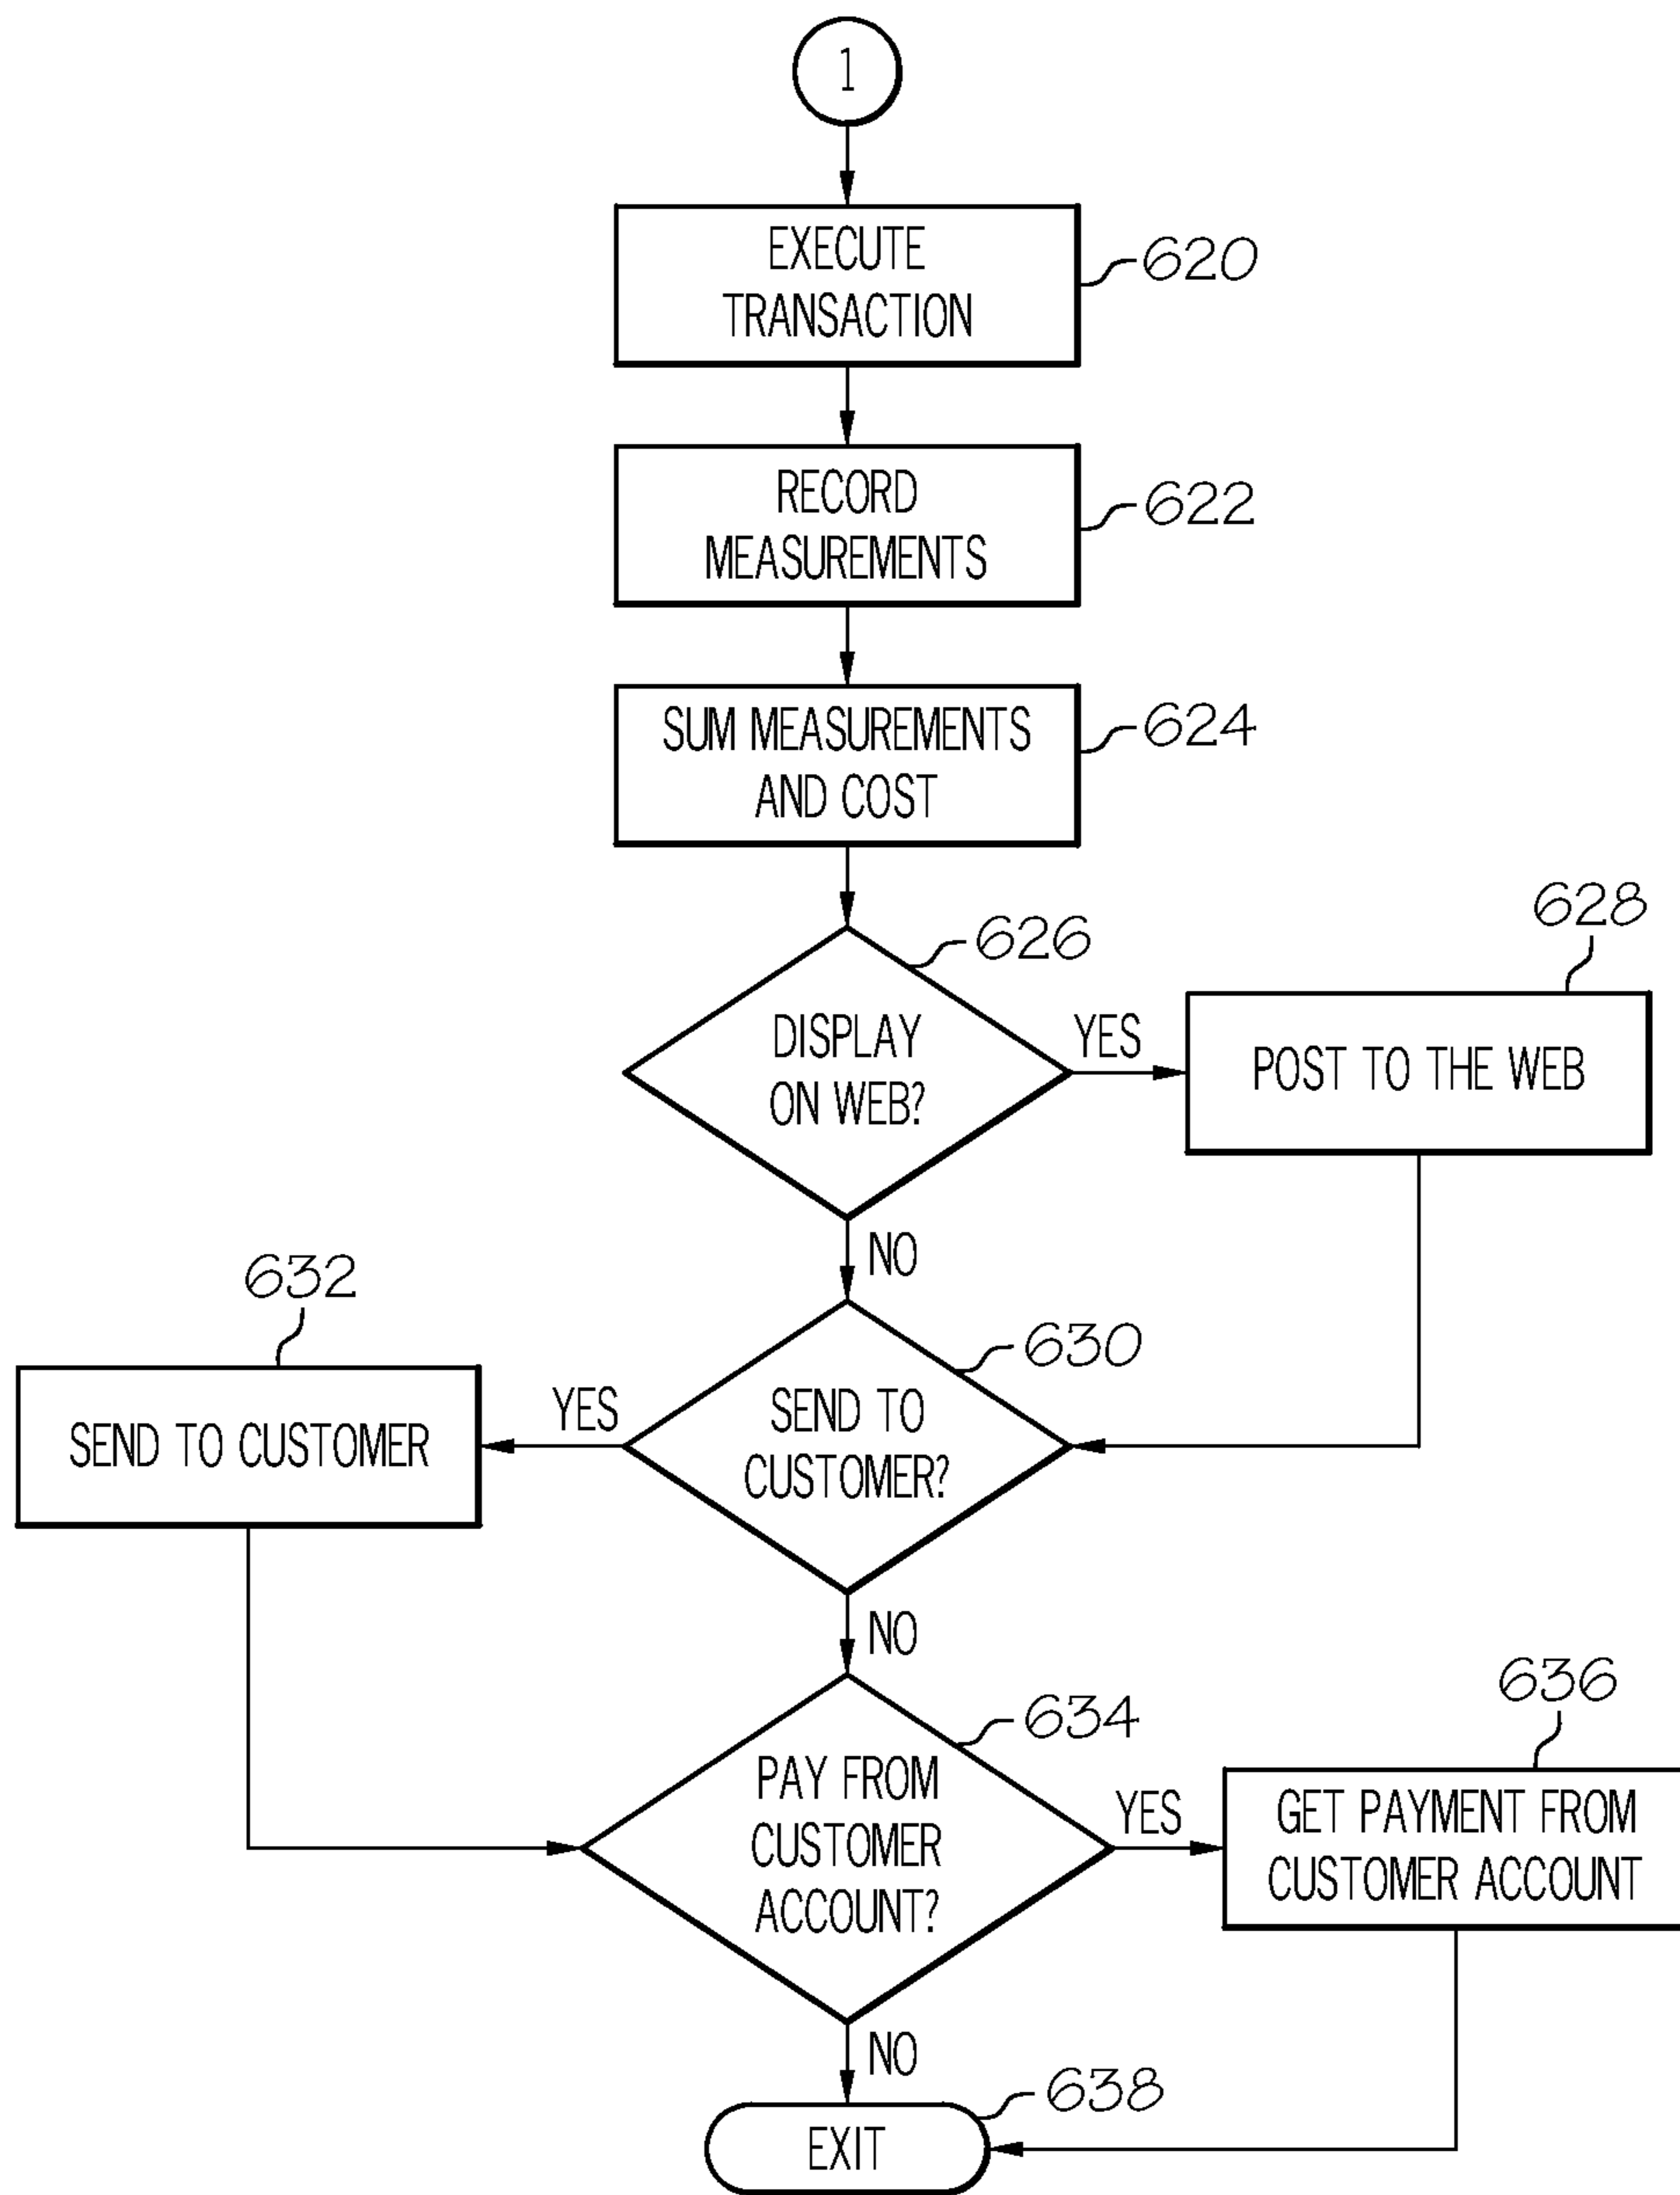 1
EXECUTE
TRANSACTION
620
RECORD
MEASUREMENTS
622
SUM MEASUREMENTS
AND COST
624
626
628
DISPLAY
ON WEB?
YES
POST TO THE WEB
NO
632
630
SEND TO CUSTOMER
YES
SEND TO
CUSTOMER?
NO
634
636
PAY FROM
CUSTOMER
ACCOUNT?
YES
GET PAYMENT FROM
CUSTOMER ACCOUNT
NO
638
EXIT